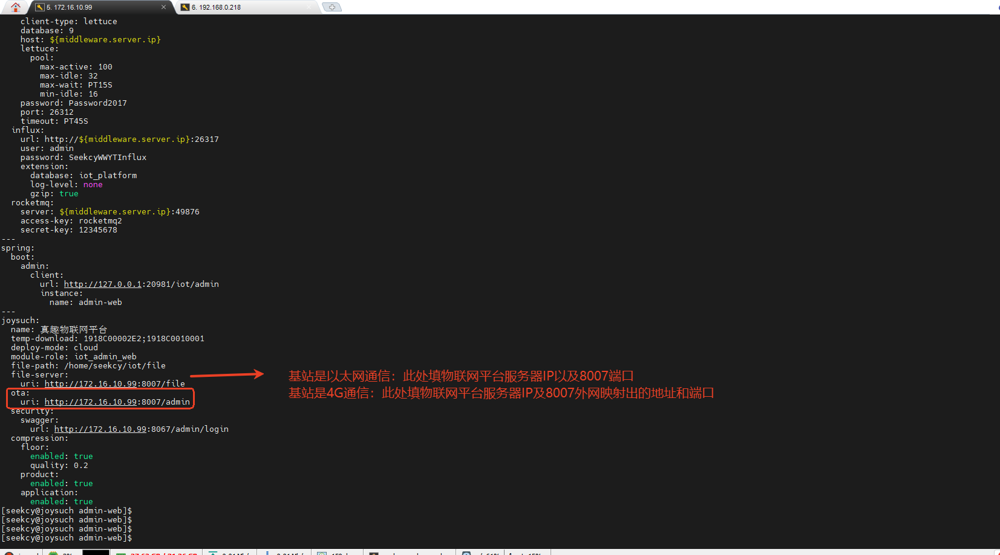 5. 172.16.10.99
6. 192.168.0.218
client-type: lettuce
database: 9
host: ${middleware.server.ip}
lettuce:
pool:
max-active: 100
max-idle: 32
max-wait: PT15S
min-idle: 16
password: Password2017
port: 26312
timeout: PT45S
influx:
url: http://${middleware.server.ip}:26317
user: admin
password: SeekcyWWYTInflux
extension:
database: iot_platform
log-level: none
gzip: true
rocketmq:
server: ${middleware.server.ip}:49876
access-key: rocketmq2
secret-key: 12345678
---
spring:
boot:
admin:
client:
url: http://127.0.0.1:20981/iot/admin
instance:
name: admin-web
---
joysuch:
name: 真趣物联网平台
temp-download: 1918C00002E2;1918C0010001
deploy-mode: cloud
module-role: iot_admin_web
file-path: /home/seekcy/iot/file
file-server:
uri: http://172.16.10.99:8007/file
基站是以太网通信：此处填物联网平台服务器IP以及8007端口
基站是4G通信：此处填物联网平台服务器IP及8007外网映射出的地址和端口
ota:
uri: http://172.16.10.99:8007/admin
security:
swagger:
url: http://172.16.10.99:8067/admin/login
compression:
floor:
enabled: true
quality: 0.2
product:
enabled: true
application:
enabled: true
[seekcy@joysuch admin-web]$
[seekcy@joysuch admin-web]$
[seekcy@joysuch admin-web]$
[seekcy@joysuch admin-web]$